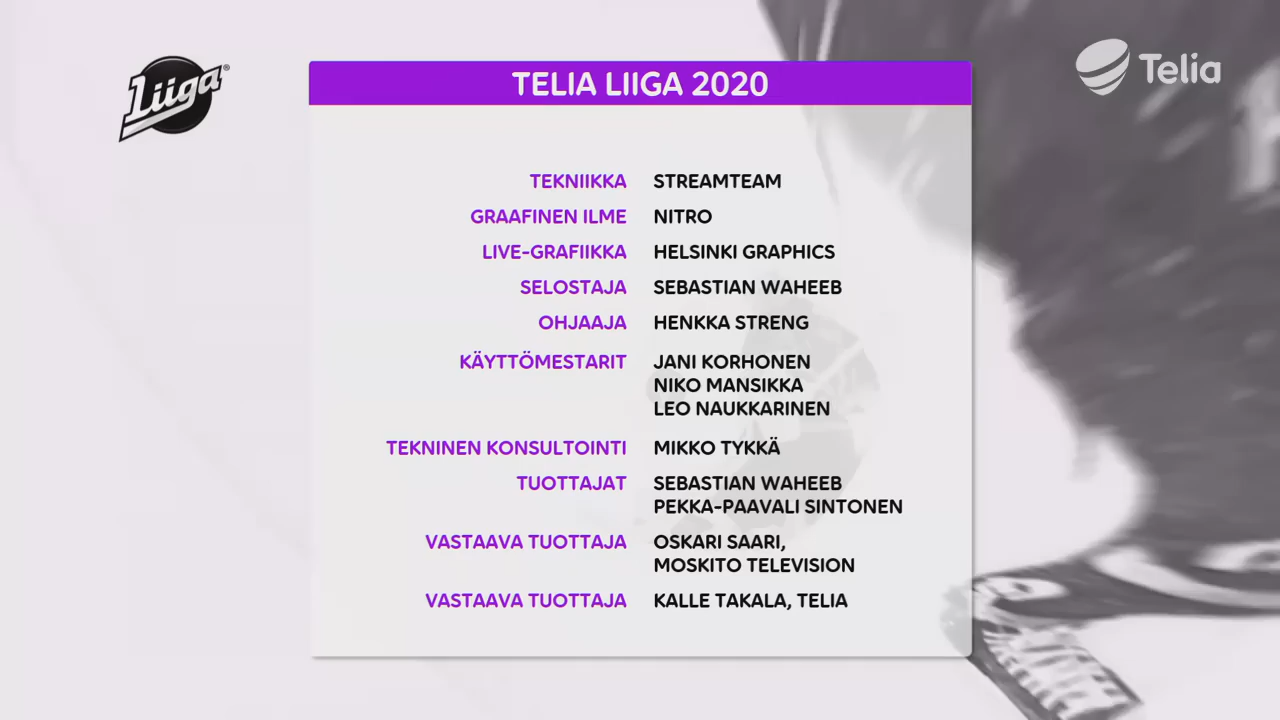 Liiga®
Telia
TELIA LIIGA 2020
TEKNIIKKA STREAMTEAM
GRAAFINEN ILME NITRO
LIVE-GRAFIIKKA HELSINKI GRAPHICS
SELOSTAJA SEBASTIAN WAHEEB
OHJAAJA HENKKA STRENG
KÄYTTÖMESTARIT JANI KORHONEN
NIKO MANSIKKA
LEO NAUKKARINEN
TEKNINEN KONSULTOINTI MIKKO TYKKÄ
TUOTTAJAT SEBASTIAN WAHEEB
PEKKA-PAAVALI SINTONEN
VASTAAVA TUOTTAJA OSKARI SAARI,
MOSKITO TELEVISION
VASTAAVA TUOTTAJA KALLE TAKALA, TELIA